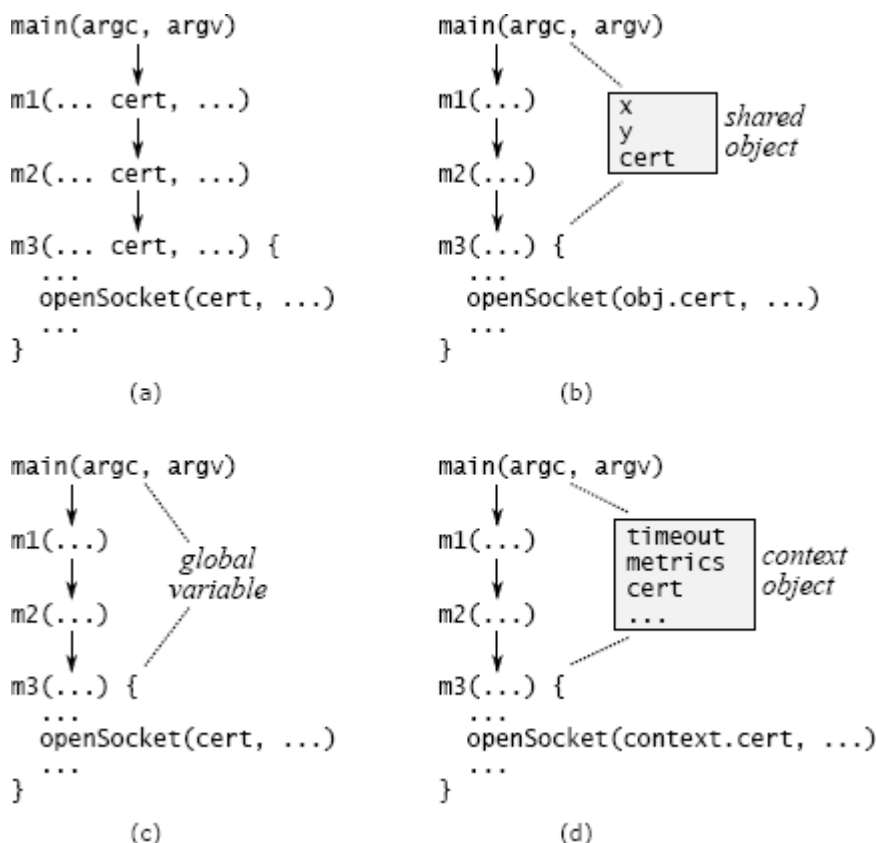 main(argc, argv)
m1(... cert, ...)
m2(... cert, ...)
m3(... cert, ...) {
...
openSocket(cert, ...)
...
}
(a)
main(argc, argv)
m1(...)
x
y
cert
shared
object
m2(...)
m3(...) {
...
openSocket(obj.cert, ...)
...
}
(b)
main(argc, argv)
m1(...)
global
variable
m2(...)
m3(...) {
...
openSocket(cert, ...)
...
}
(c)
main(argc, argv)
m1(...)
timeout
metrics
cert
...
context
object
m2(...)
m3(...) {
...
openSocket(context.cert, ...)
...
}
(d)